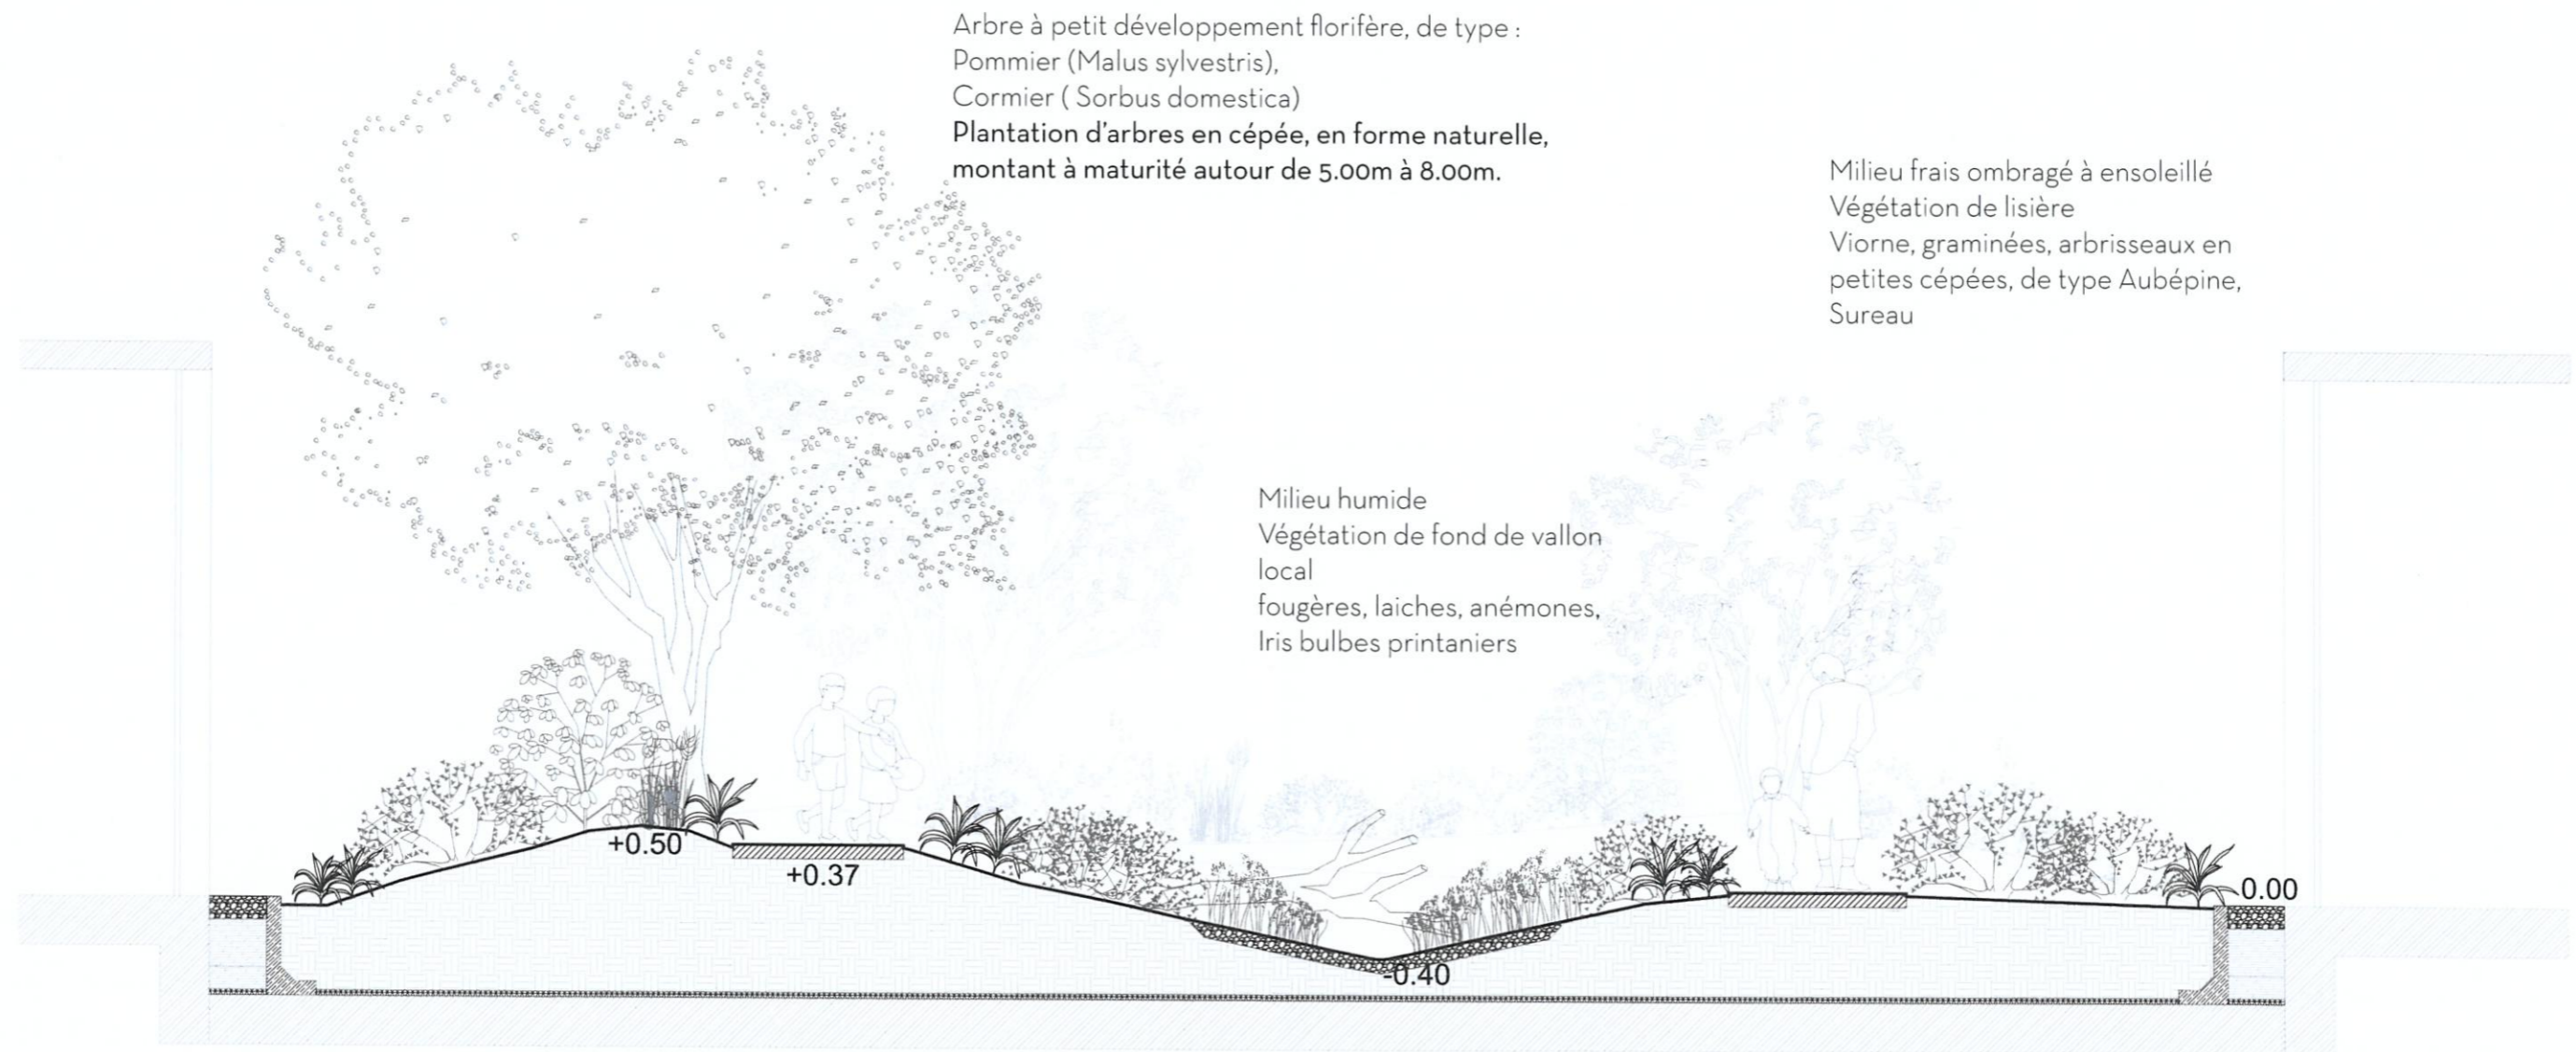 Arbre à petit développement florifère, de type :
Pommier (Malus sylvestris),
Cormier ( Sorbus domestica)
Plantation d'arbres en cépée, en forme naturelle,
montant à maturité autour de 5.00m à 8.00m.
Milieu frais ombragé à ensoleillé
Végétation de lisière
Viorne, graminées, arbrisseaux en
petites cépées, de type Aubépine,
Sureau
Milieu humide
Végétation de fond de vallon
local
fougères, laiches, anémones,
Iris bulbes printaniers
+0.50
+0.37
-0.40
0.00